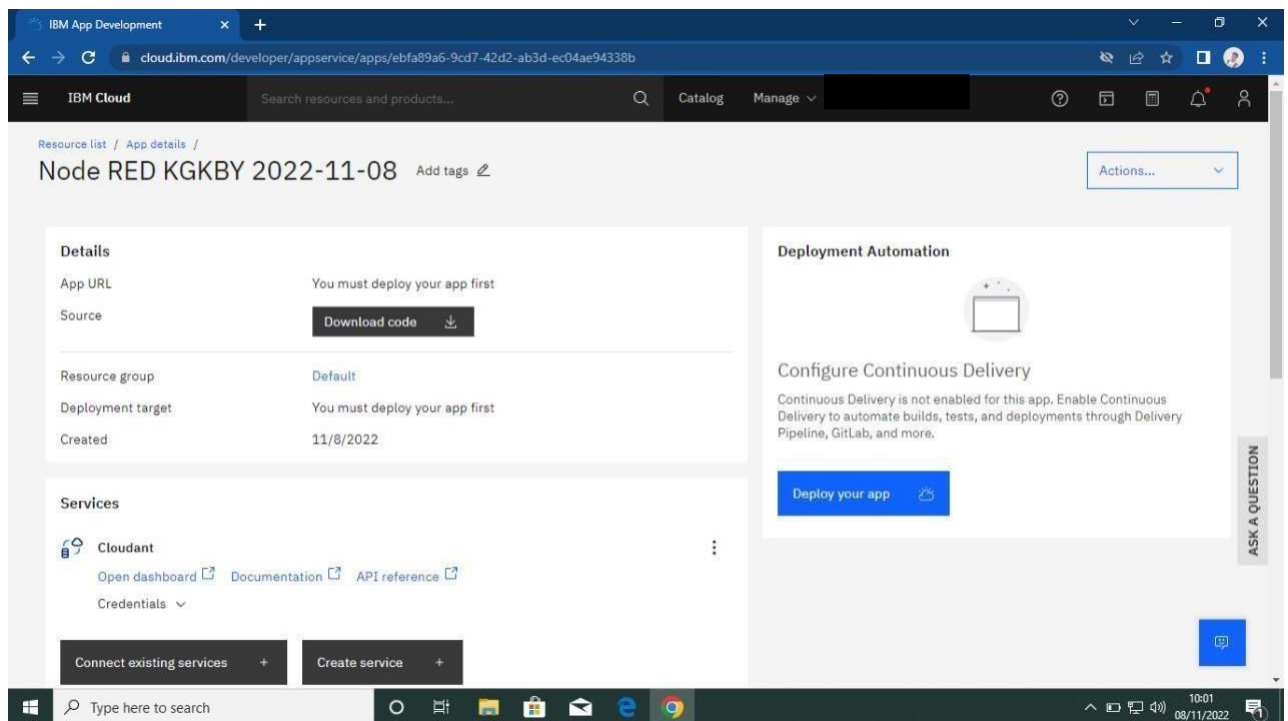 IBM App Development
cloud.ibm.com/developer/appservice/apps/ebfa89a6-9cd7-42d2-ab3d-ec04ae94338b
IBM Cloud
Search resources and products...
Catalog
Manage
Resource list / App details /
Node RED KGKBY 2022-11-08
Add tags
Actions...
Details
App URL
You must deploy your app first
Source
Download code
Resource group
Default
Deployment target
You must deploy your app first
Created
11/8/2022
Services
Cloudant
Open dashboard
Documentation
API reference
Credentials
Connect existing services +
Create service +
Deployment Automation
Configure Continuous Delivery
Continuous Delivery is not enabled for this app. Enable Continuous
Delivery to automate builds, tests, and deployments through Delivery
Pipeline, GitLab, and more.
Deploy your app
ASK A QUESTION
Type here to search
10:01
08/11/2022